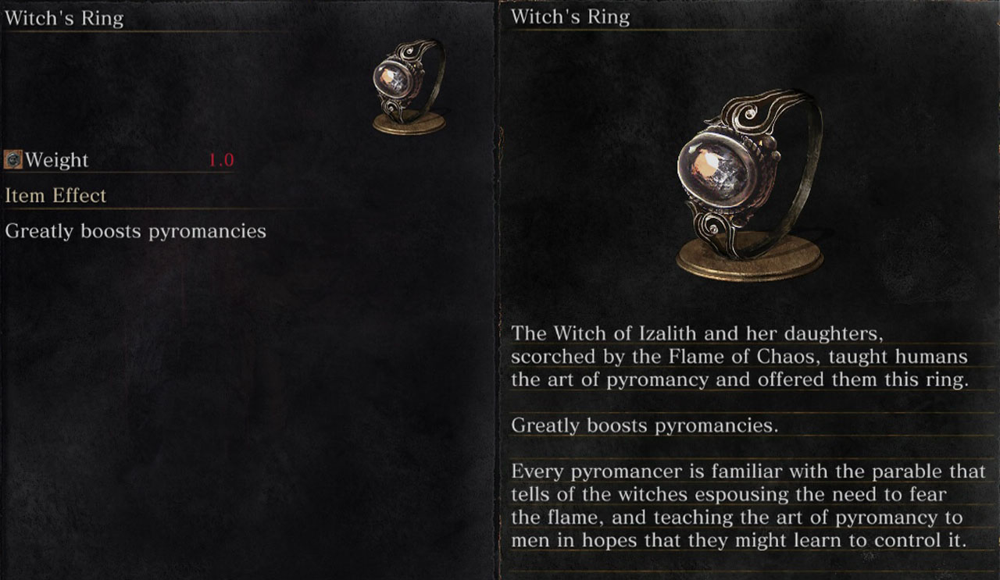 Witch's Ring
Weight 1.0
Item Effect
Greatly boosts pyromancies
Witch's Ring
The Witch of Izalith and her daughters,
scorched by the Flame of Chaos, taught humans
the art of pyromancy and offered them this ring.
Greatly boosts pyromancies.
Every pyromancer is familiar with the parable that
tells of the witches espousing the need to fear
the flame, and teaching the art of pyromancy to
men in hopes that they might learn to control it.